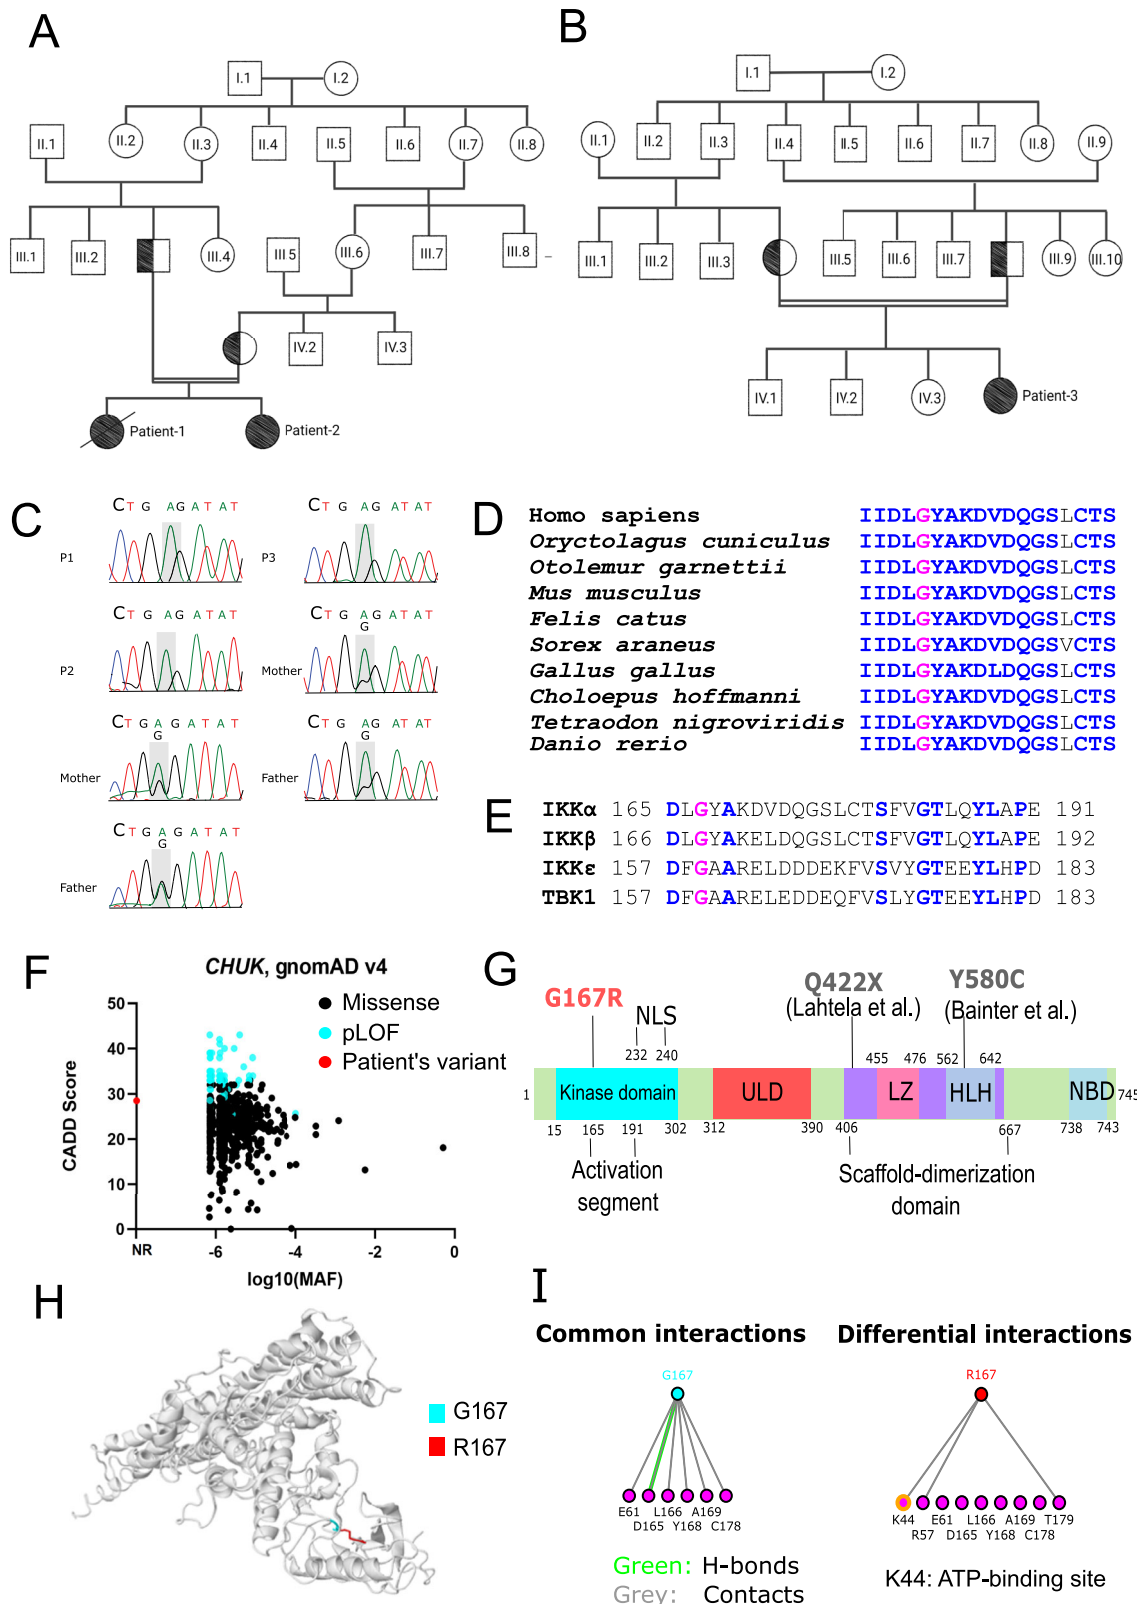 A
I.1
I.2
II.1
II.2
II.3
II.4
II.5
II.6
II.7
II.8
III.1
III.2
III.4
III 5
III.6
III.7
III.8
IV.2
IV.3
Patient-1
Patient-2
B
I.1
I.2
II.1
II.2
II.3
II.4
II.5
II.6
II.7
II.8
II.9
III.1
III.2
III.3
III.5
III.6
III.7
III.9
III.10
IV.1
IV.2
IV.3
Patient-3
C
CTG AGATAT
P1
CTG AGATAT
P3
CTG AGATAT
P2
CTG AGATAT
G
Mother
CTGAGATAT
G
Mother
CTG AGATAT
G
Father
CTGAGATAT
G
Father
D
Homo sapiens IIDLGYAKDVDQGSLCTS
Oryctolagus cuniculus IIDLGYAKDVDQGSLCTS
Otolemur garnettii IIDLGYAKDVDQGSLCTS
Mus musculus IIDLGYAKDVDQGSLCTS
Felis catus IIDLGYAKDVDQGSLCTS
Sorex araneus IIDLGYAKDVDQGSVCTS
Gallus gallus IIDLGYAKDLDQGSLCTS
Choloepus hoffmanni IIDLGYAKDVDQGSLCTS
Tetraodon nigroviridis IIDLGYAKDVDQGSLCTS
Danio rerio IIDLGYAKDVDQGSLCTS
E
IKKα 165 DLGYAKDVDQGSLCTSFVGTLQYLAPE 191
IKKβ 166 DLGYAKELDQGSLCTSFVGTLQYLAPE 192
IKKε 157 DFGAARELDDDEKFVSVYGTEEYLHPD 183
TBK1 157 DFGAARELEDDEQFVSLYGTEEYLHPD 183
F
CHUK, gnomAD v4
Missense
pLOF
Patient's variant
CADD Score
50
40
30
20
10
0
NR
-6
-4
-2
0
log10(MAF)
G
G167R
NLS
232
240
Q422X
(Lahtela et al.)
Y580C
(Bainter et al.)
455
476
562
642
1
Kinase domain
ULD
LZ
HLH
NBD
745
15
165
191
302
312
390
406
667
738
743
Activation
segment
Scaffold-dimerization
domain
H
G167
R167
I
Common interactions
G167
E61
D165
L166
Y168
A169
C178
Green: H-bonds
Grey: Contacts
Differential interactions
R167
K44
R57
E61
D165
L166
Y168
A169
C178
T179
K44: ATP-binding site